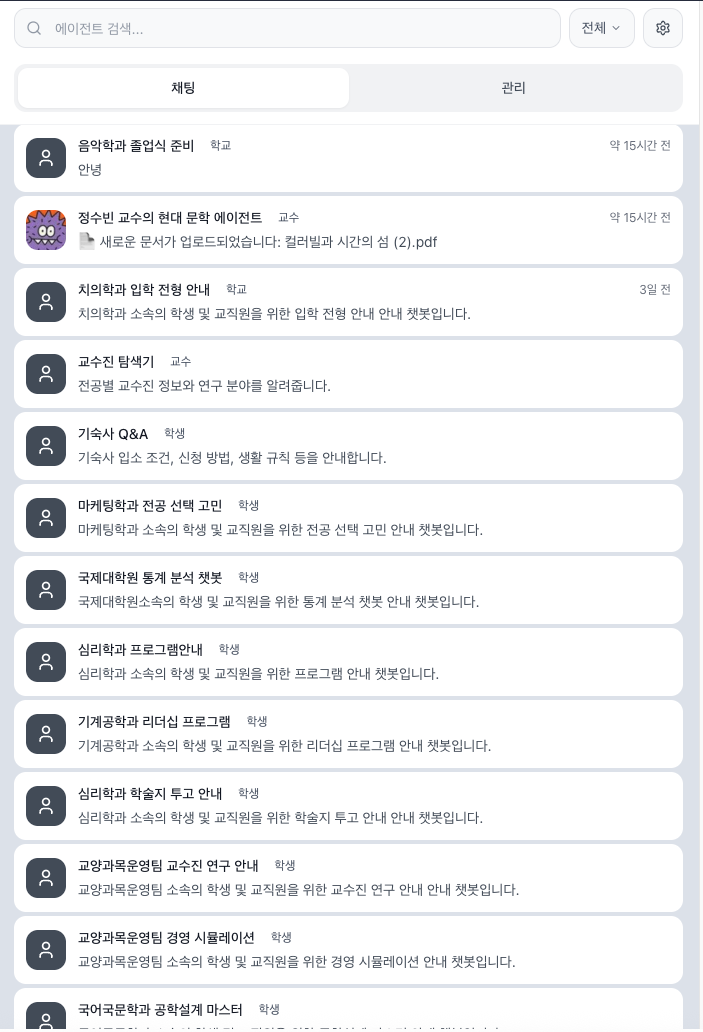 에이전트 검색...
전체
채팅
관리
음악학과 졸업식 준비 학교 약 15시간 전
안녕
정수빈 교수의 현대 문학 에이전트 교수 약 15시간 전
새로운 문서가 업로드되었습니다: 컬러빌과 시간의 섬 (2).pdf
치의학과 입학 전형 안내 학교 3일 전
치의학과 소속의 학생 및 교직원을 위한 입학 전형 안내 안내 챗봇입니다.
교수진 탐색기 교수
전공별 교수진 정보와 연구 분야를 알려줍니다.
기숙사 Q&A 학생
기숙사 입소 조건, 신청 방법, 생활 규칙 등을 안내합니다.
마케팅학과 전공 선택 고민 학생
마케팅학과 소속의 학생 및 교직원을 위한 전공 선택 고민 안내 챗봇입니다.
국제대학원 통계 분석 챗봇 학생
국제대학원소속의 학생 및 교직원을 위한 통계 분석 챗봇 안내 챗봇입니다.
심리학과 프로그램안내 학생
심리학과 소속의 학생 및 교직원을 위한 프로그램 안내 챗봇입니다.
기계공학과 리더십 프로그램 학생
기계공학과 소속의 학생 및 교직원을 위한 리더십 프로그램 안내 챗봇입니다.
심리학과 학술지 투고 안내 학생
심리학과 소속의 학생 및 교직원을 위한 학술지 투고 안내 안내 챗봇입니다.
교양과목운영팀 교수진 연구 안내 학생
교양과목운영팀 소속의 학생 및 교직원을 위한 교수진 연구 안내 안내 챗봇입니다.
교양과목운영팀 경영 시뮬레이션 학생
교양과목운영팀 소속의 학생 및 교직원을 위한 경영 시뮬레이션 안내 챗봇입니다.
국어국문학과 공학설계 마스터 학생